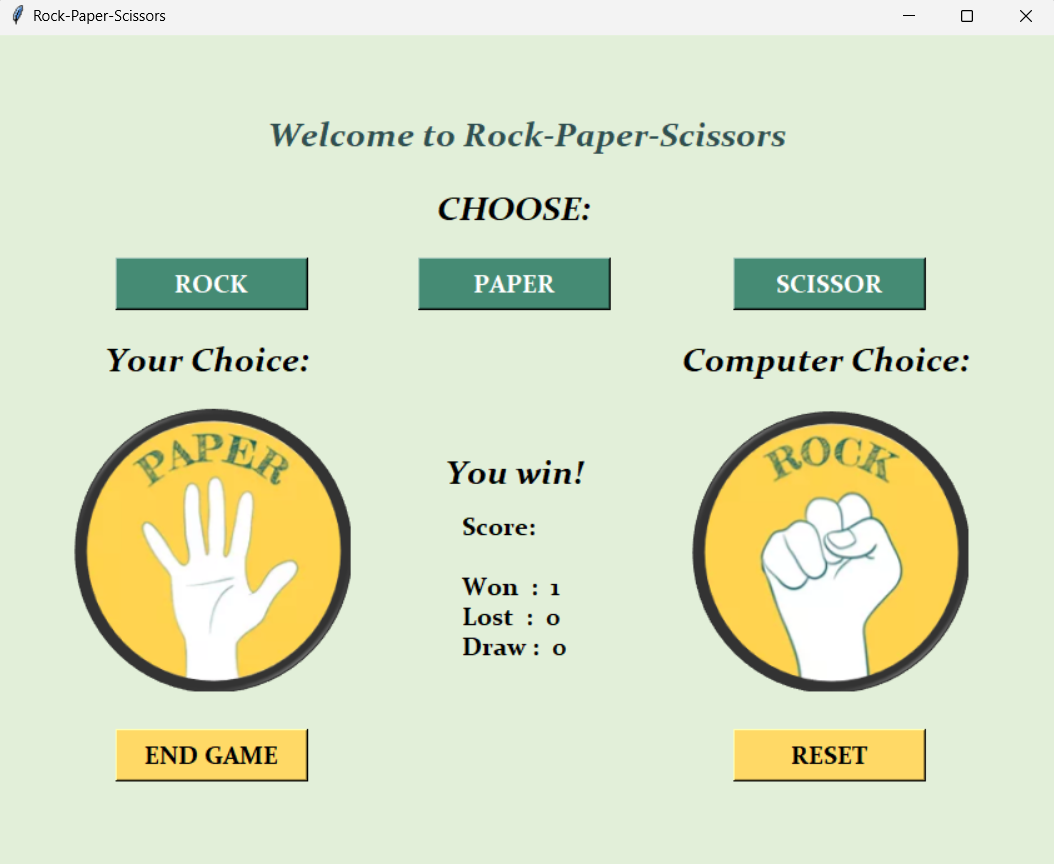 Rock-Paper-Scissors
Welcome to Rock-Paper-Scissors
CHOOSE:
ROCK
PAPER
SCISSOR
Your Choice:
Computer Choice:
PAPER
ROCK
You win!
Score:
Won : 1
Lost : 0
Draw : 0
END GAME
RESET